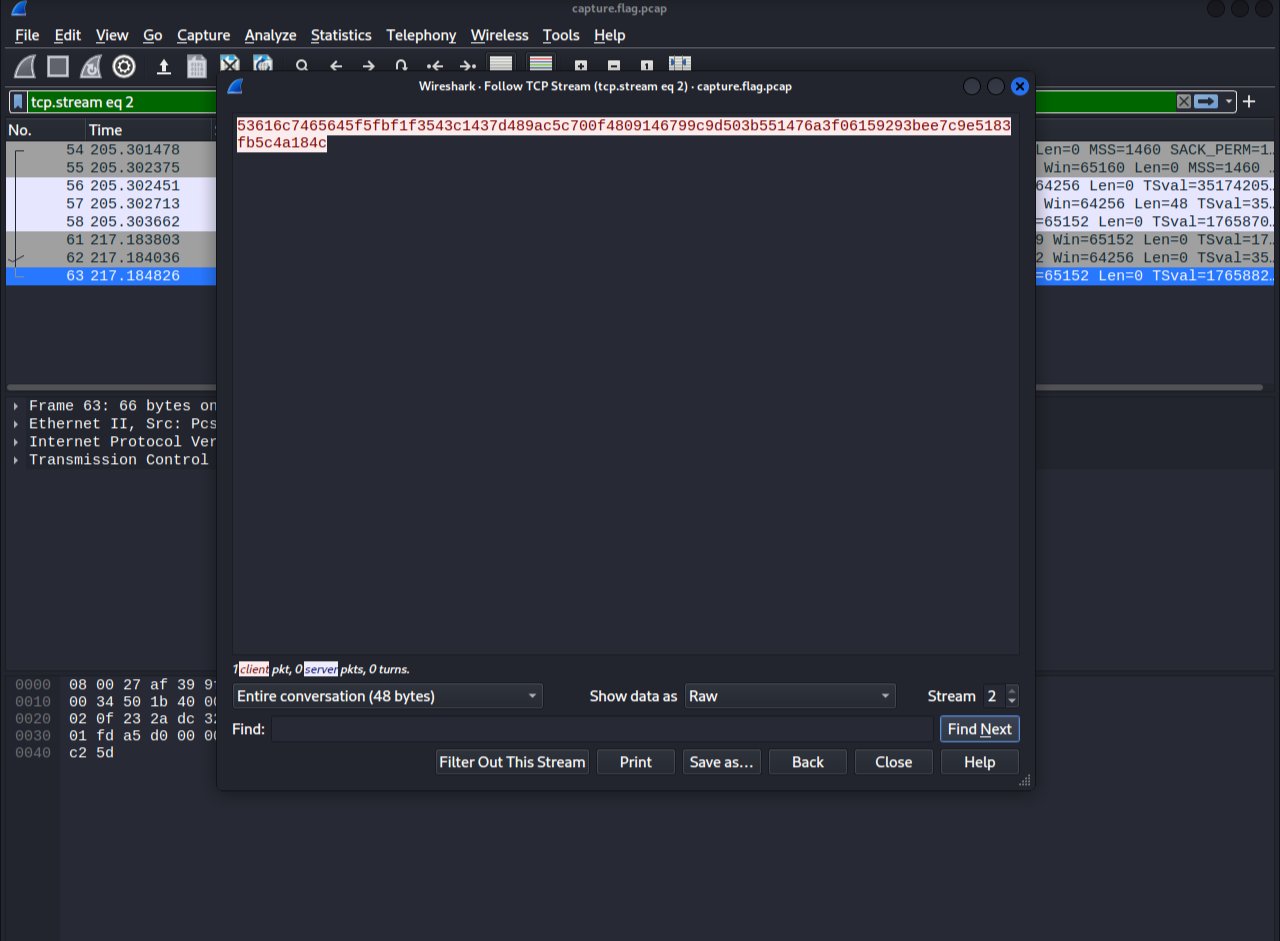 capture.flag.pcap
File Edit View Go Capture Analyze Statistics Telephony Wireless Tools Help
Wireshark · Follow TCP Stream (tcp.stream eq 2) · capture.flag.pcap
tcp.stream eq 2
No. Time
53616c7465645f5fbf1f3543c1437d489ac5c700f4809146799c9d503b551476a3f06159293bee7c9e5183
fb5c4a184c
54 205.301478 Len=0 MSS=1460 SACK_PERM=1…
55 205.302375 Win=65160 Len=0 MSS=1460 …
56 205.302451 64256 Len=0 TSval=35174205…
57 205.302713 Win=64256 Len=48 TSval=35…
58 205.303662 =65152 Len=0 TSval=1765870…
61 217.183803 9 Win=65152 Len=0 TSval=17…
62 217.184036 2 Win=64256 Len=0 TSval=35…
63 217.184826 =65152 Len=0 TSval=1765882…
Frame 63: 66 bytes on
Ethernet II, Src: Pcs
Internet Protocol Ver
Transmission Control
1 client pkt, 0 server pkts, 0 turns.
0000 08 00 27 af 39
0010 00 34 50 1b 40
0020 02 0f 23 2a dc
0030 01 fd a5 d0 00
0040 c2 5d
Entire conversation (48 bytes) Show data as Raw Stream 2
Find: Find Next
Filter Out This Stream Print Save as… Back Close Help